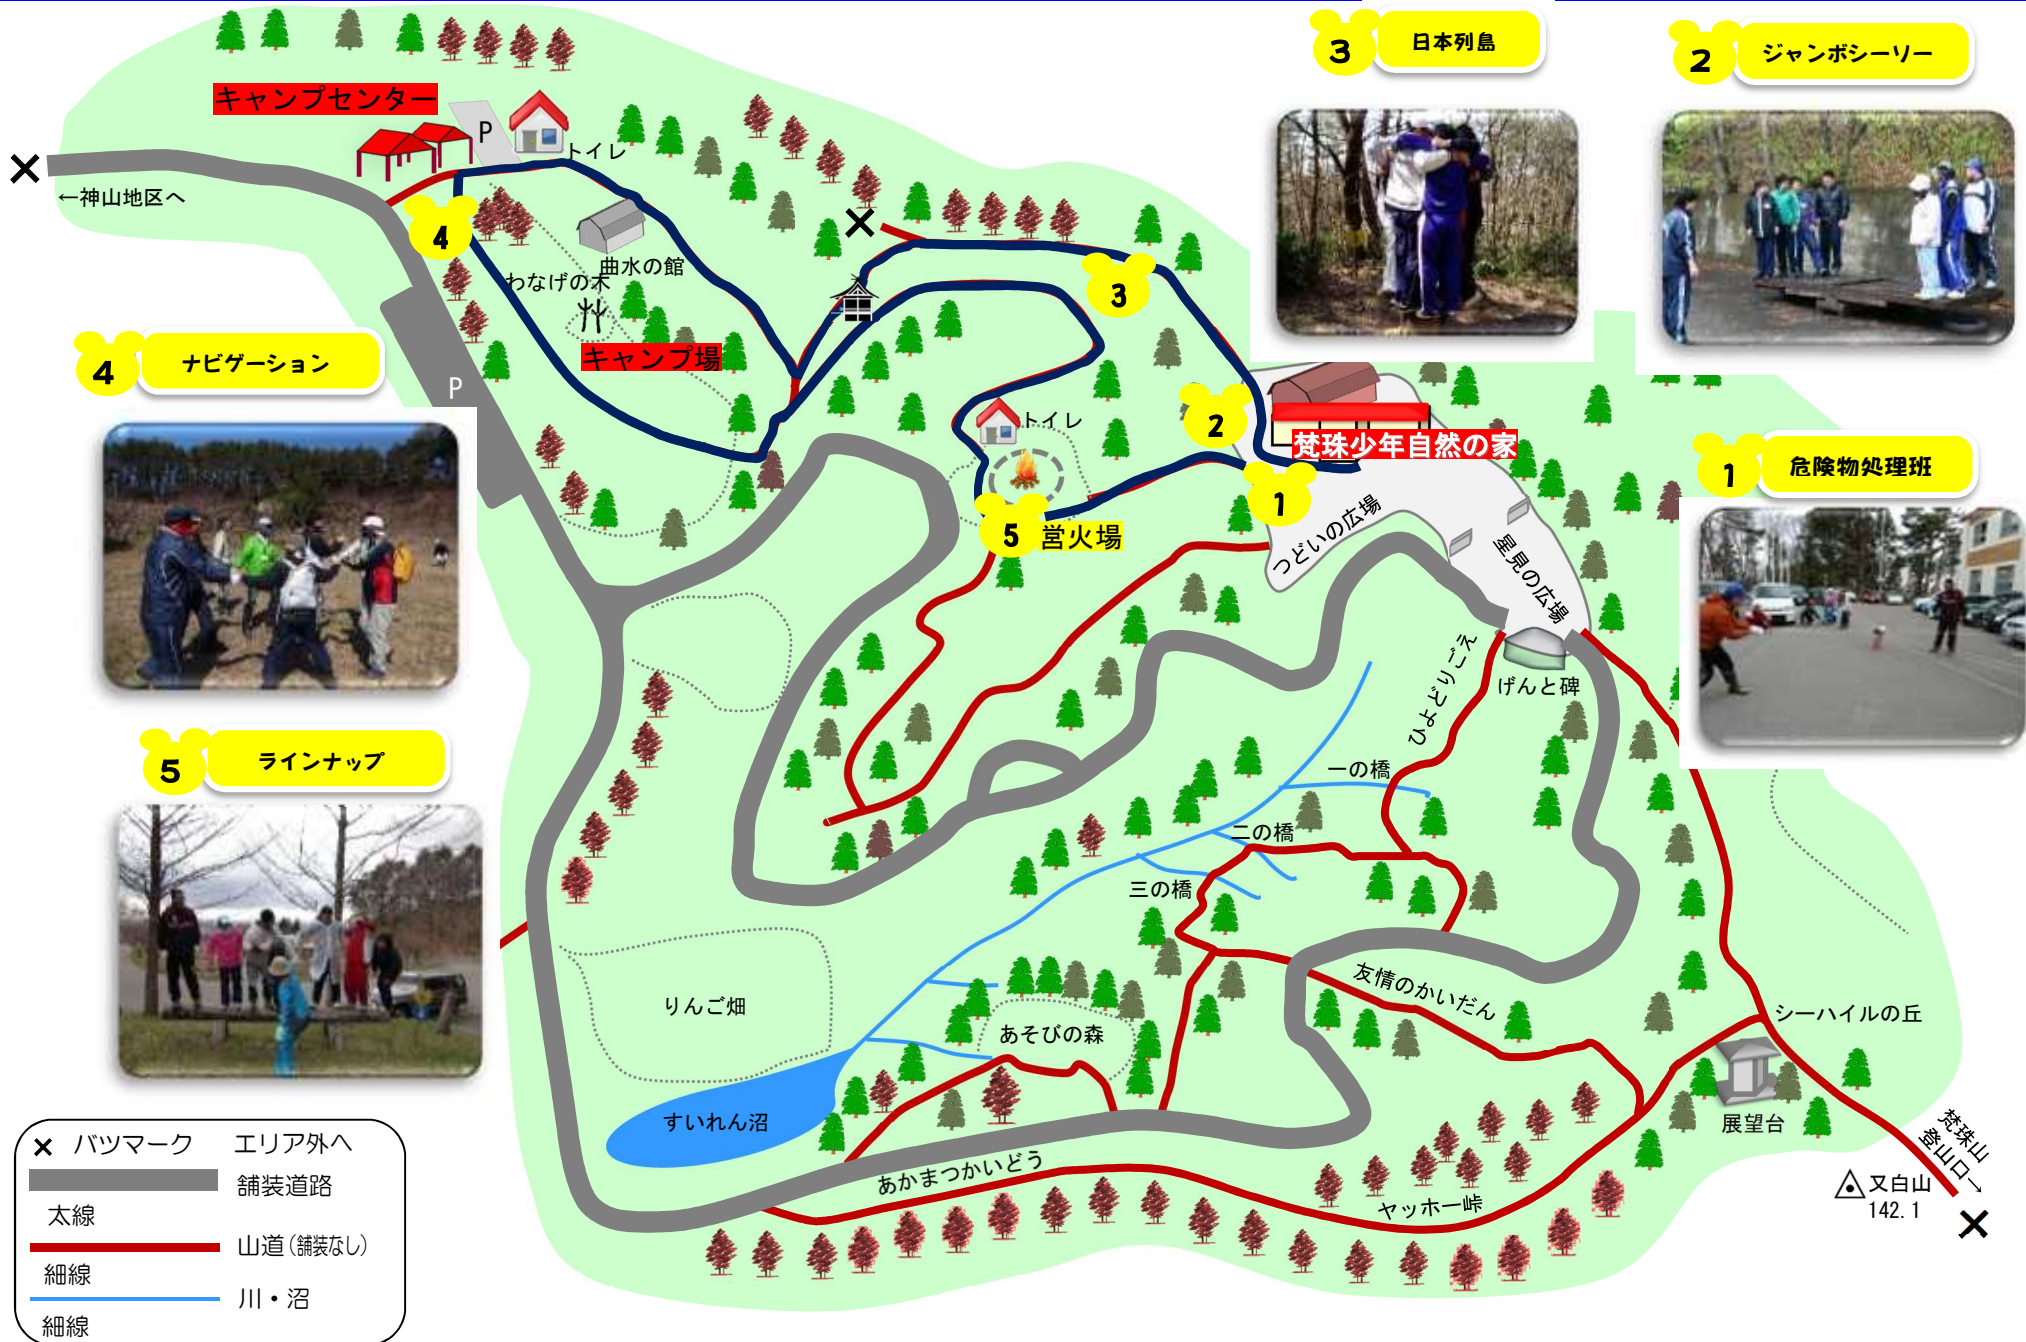 3
日本列島
2
ジャンボシーソー
キャンプセンター
P
トイレ
←神山地区へ
4
曲水の館
わなげの木
キャンプ場
3
4
ナビゲーション
P
トイレ
2
梵珠少年自然の家
1
危険物処理班
1
つどいの広場
5
営火場
星見の広場
ひよどりごえ
げんと碑
5
ラインナップ
一の橋
二の橋
三の橋
友情のかいだん
りんご畑
あそびの森
シーハイルの丘
展望台
すいれん沼
あかまつかいどう
ヤッホー峠
梵珠山
登山口→
又白山
142.1
バツマーク エリア外へ
舗装道路
太線
山道(舗装なし)
細線
川・沼
細線